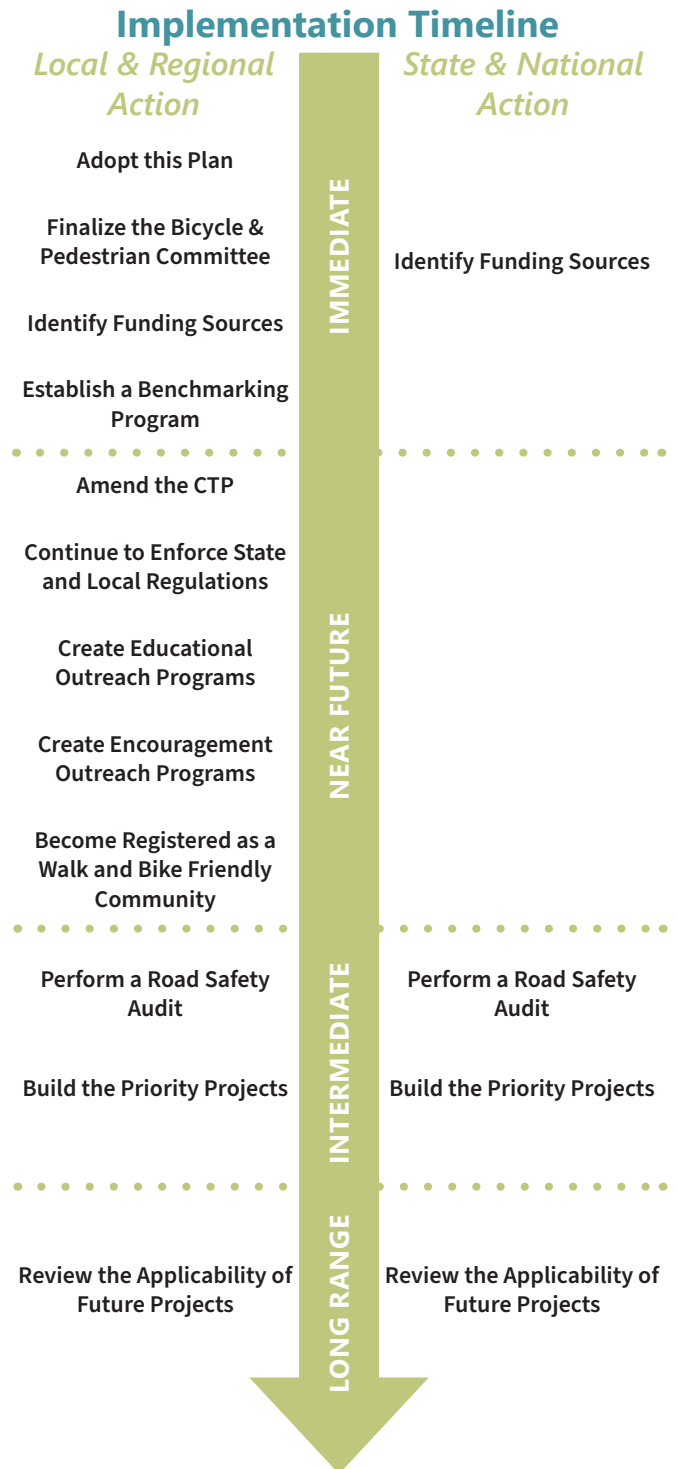 Implementation Timeline
Local & Regional
Action
State & National
Action
IMMEDIATE
Adopt this Plan
Finalize the Bicycle &
Pedestrian Committee
Identify Funding Sources
Establish a Benchmarking
Program
Identify Funding Sources
NEAR FUTURE
Amend the CTP
Continue to Enforce State
and Local Regulations
Create Educational
Outreach Programs
Create Encouragement
Outreach Programs
Become Registered as a
Walk and Bike Friendly
Community
INTERMEDIATE
Perform a Road Safety
Audit
Build the Priority Projects
Perform a Road Safety
Audit
Build the Priority Projects
LONG RANGE
Review the Applicability of
Future Projects
Review the Applicability of
Future Projects